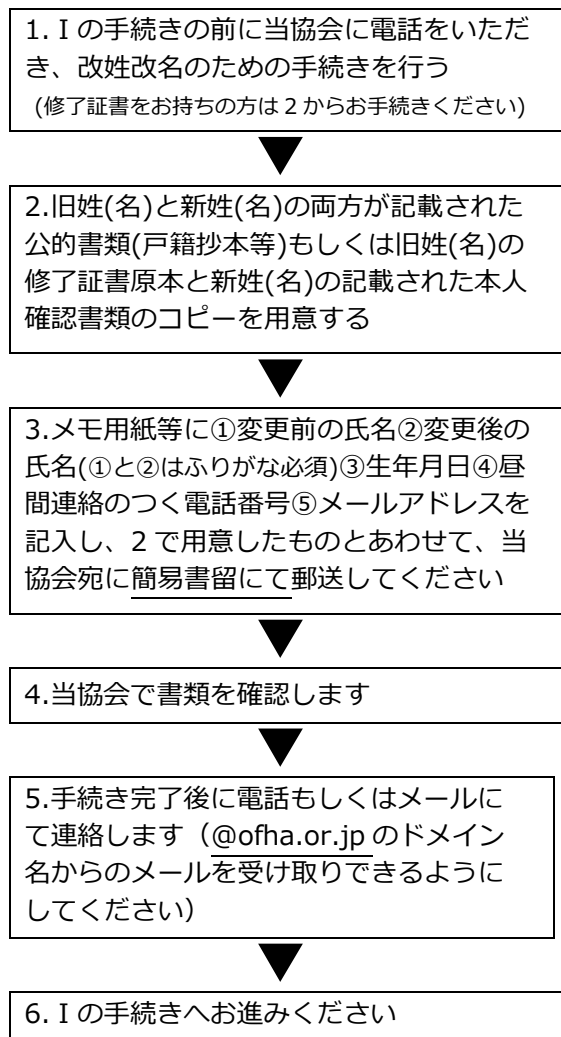 1. Ⅰの手続きの前に当協会に電話をいただ
き、改姓改名のための手続きを行う
(修了証書をお持ちの方は２からお手続きください)
2.旧姓(名)と新姓(名)の両方が記載された
公的書類(戸籍抄本等)もしくは旧姓(名)の
修了証書原本と新姓(名)の記載された本人
確認書類のコピーを用意する
3.メモ用紙等に①変更前の氏名②変更後の
氏名(①と②はふりがな必須)③生年月日④昼
間連絡のつく電話番号⑤メールアドレスを
記入し、２で用意したものとあわせて、当
協会宛に簡易書留にて郵送してください
4.当協会で書類を確認します
5.手続き完了後に電話もしくはメールに
て連絡します（@ofha.or.jp のドメイン
名からのメールを受け取りできるように
してください）
6. Ⅰの手続きへお進みください